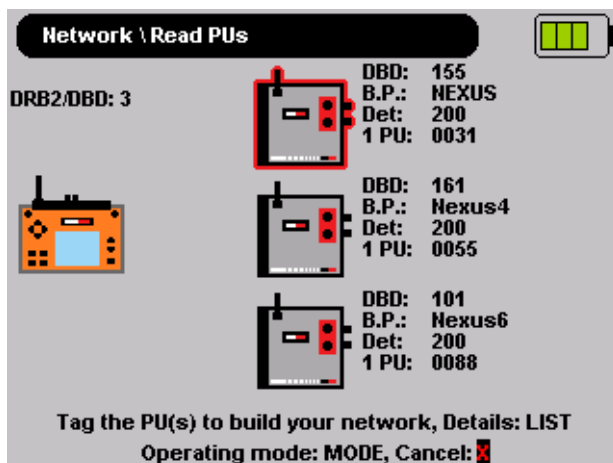 Network \ Read PUs
DRB2/DBD: 3
DBD: 155
B.P.: NEXUS
Det: 200
1 PU: 0031
DBD: 161
B.P.: Nexus4
Det: 200
1 PU: 0055
DBD: 101
B.P.: Nexus6
Det: 200
1 PU: 0088
Tag the PU(s) to build your network, Details: LIST
Operating mode: MODE, Cancel: X